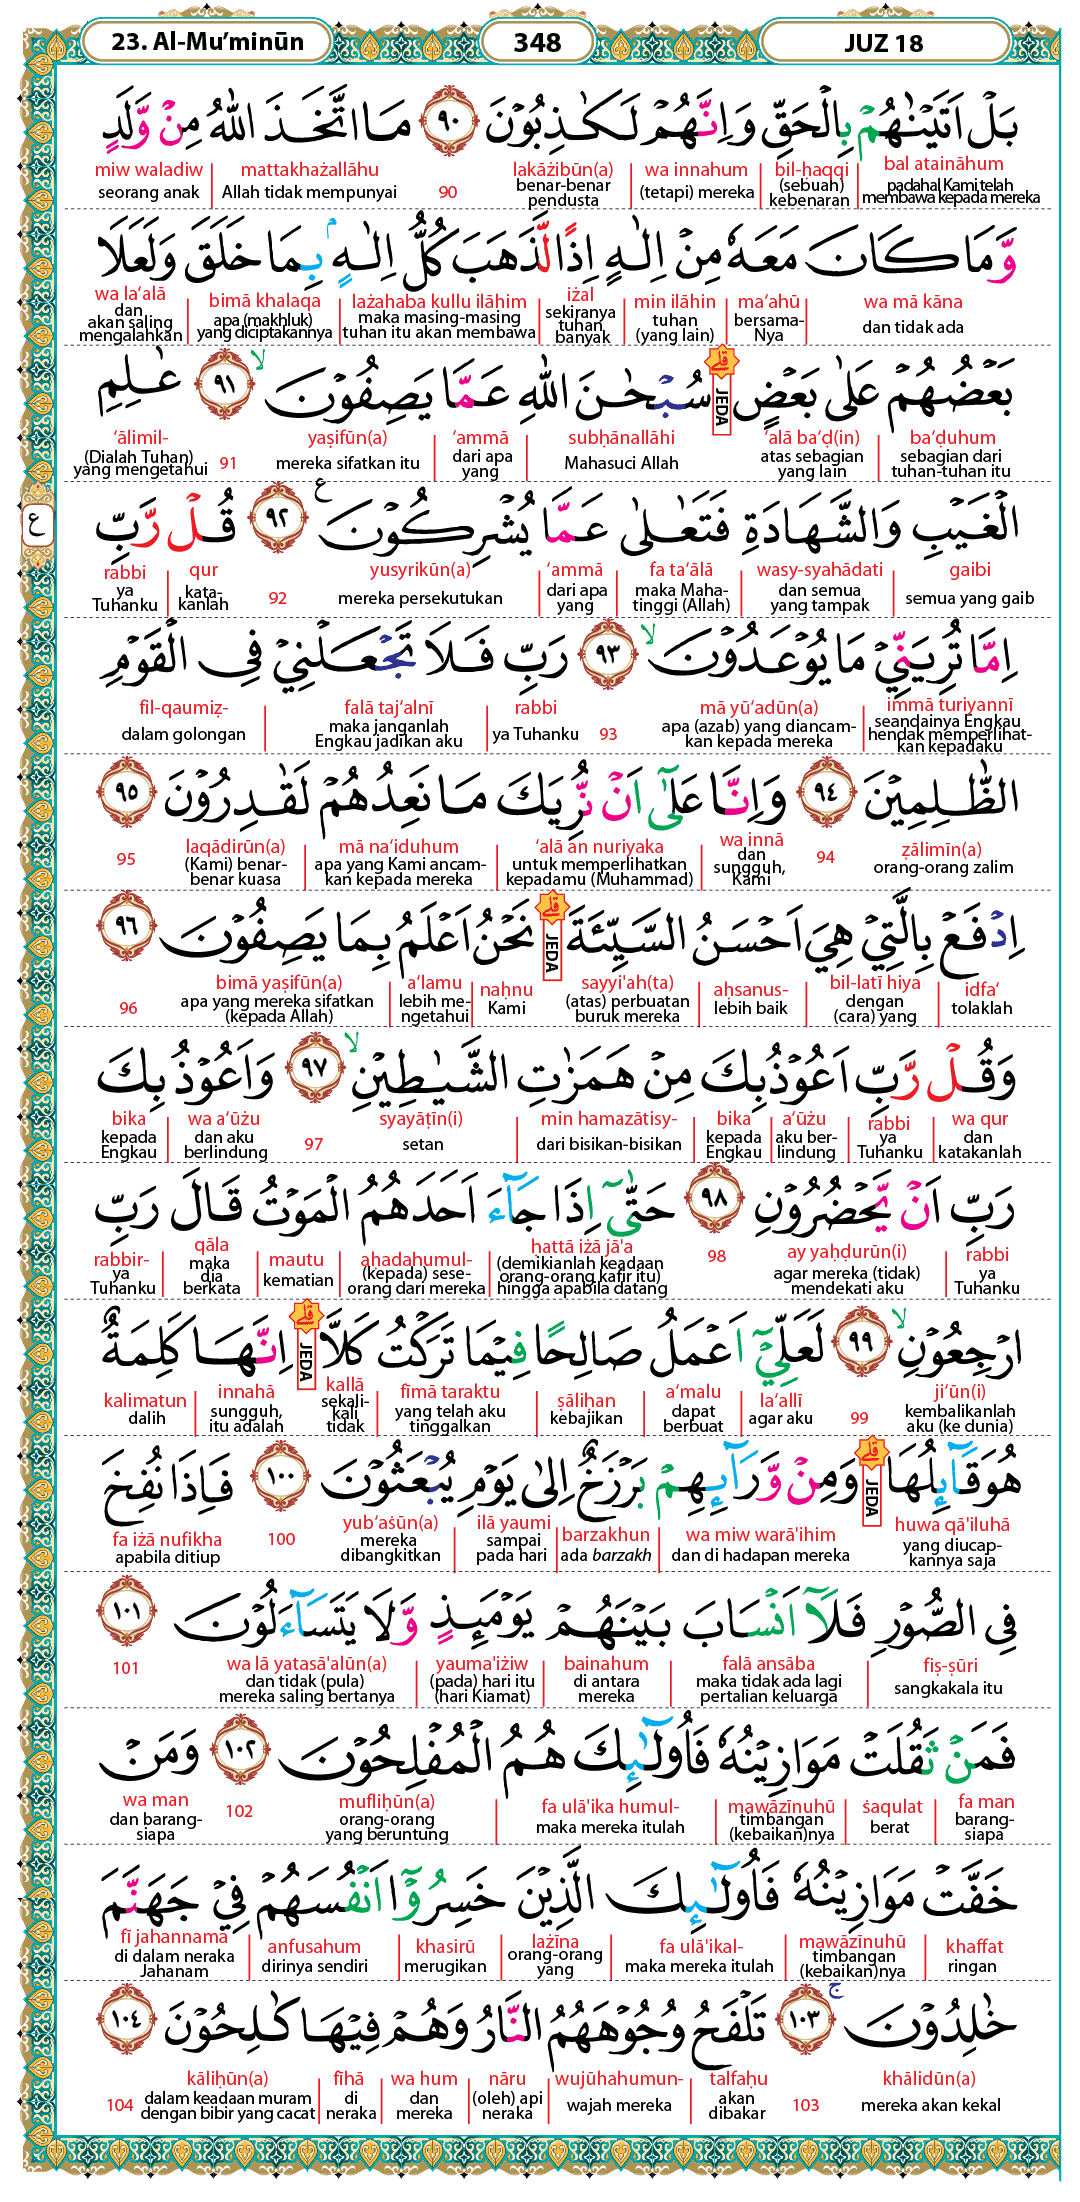 23. Al-Mu’minūn
348
JUZ 18
بَلْ اَتَيْنٰهُمْ بِالْحَقِّ وَاِنَّهُمْ لَكٰذِبُوْنَ ٩٠ مَا اتَّخَذَ اللّٰهُ مِنْ وَّلَدٍ
bal ataināhum bil-ḥaqqi wa innahum lakāżibūn(a) mattakhażallāhu miw waladiw
padahal Kami telah membawa kepada mereka (sebuah) kebenaran (tetapi) mereka benar-benar pendusta 90 Allah tidak mempunyai seorang anak
وَّمَا كَانَ مَعَهٗ مِنْ اِلٰهٍ اِذًا لَّذَهَبَ كُلُّ اِلٰهٍۢ بِمَا خَلَقَ وَلَعَلَا
wa mā kāna ma‘ahū min ilāhin iżal lażahaba kullu ilāhim bimā khalaqa wa la‘alā
dan tidak ada bersama-Nya tuhan (yang lain) sekiranya tuhan banyak maka masing-masing tuhan itu akan membawa apa (makhluk) yang diciptakannya dan akan saling mengalahkan
بَعْضُهُمْ عَلٰى بَعْضٍۗ JEDA سُبْحٰنَ اللّٰهِ عَمَّا يَصِفُوْنَۙ ٩١ عٰلِمِ
ba‘ḍuhum ‘alā ba‘ḍ(in) subḥānallāhi ‘ammā yaṣifūn(a) ‘ālimil-
sebagian dari tuhan-tuhan itu atas sebagian yang lain Mahasuci Allah dari apa yang mereka sifatkan itu 91 (Dialah Tuhan) yang mengetahui
ع
الْغَيْبِ وَالشَّهَادَةِ فَتَعٰلٰى عَمَّا يُشْرِكُوْنَ ࣖ ٩٢ قُلْ رَّبِّ
gaibi wasy-syahādati fa ta‘ālā ‘ammā yusyrikūn(a) qur rabbi
semua yang gaib dan semua yang tampak maka Maha-tinggi (Allah) dari apa yang mereka persekutukan 92 kata-kanlah ya Tuhanku
اِمَّا تُرِيَنِّيْ مَا يُوْعَدُوْنَۙ ٩٣ رَبِّ فَلَا تَجْعَلْنِيْ فِى الْقَوْمِ
immā turiyannī mā yū‘adūn(a) rabbi falā taj‘alnī fil-qaumiẓ-
seandainya Engkau hendak memperlihat-kan kepadaku apa (azab) yang diancam-kan kepada mereka 93 ya Tuhanku maka janganlah Engkau jadikan aku dalam golongan
الظّٰلِمِيْنَ ٩٤ وَاِنَّا عَلٰٓى اَنْ نُّرِيَكَ مَا نَعِدُهُمْ لَقٰدِرُوْنَ ٩٥
ẓālimīn(a) wa innā ‘alā an nuriyaka mā na‘iduhum laqādirūn(a)
orang-orang zalim 94 dan sungguh, Kami untuk memperlihatkan kepadamu (Muhammad) apa yang Kami ancam-kan kepada mereka (Kami) benar-benar kuasa 95
اِدْفَعْ بِالَّتِيْ هِيَ اَحْسَنُ السَّيِّئَةَۗ JEDA نَحْنُ اَعْلَمُ بِمَا يَصِفُوْنَ ٩٦
idfa‘ bil-latī hiya aḥsanus- sayyi'ah(ta) naḥnu a‘lamu bimā yaṣifūn(a)
tolaklah dengan (cara) yang lebih baik (atas) perbuatan buruk mereka Kami lebih me-ngetahui apa yang mereka sifatkan (kepada Allah) 96
وَقُلْ رَّبِّ اَعُوْذُ بِكَ مِنْ هَمَزٰتِ الشَّيٰطِيْنِۙ ٩٧ وَاَعُوْذُ بِكَ
wa qur rabbi a‘ūżu bika min hamazātisy- syayāṭīn(i) wa a‘ūżu bika
dan katakanlah ya Tuhanku aku ber-lindung kepada Engkau dari bisikan-bisikan setan 97 dan aku berlindung kepada Engkau
رَبِّ اَنْ يَّحْضُرُوْنِ ٩٨ حَتّٰىٓ اِذَا جَاۤءَ اَحَدَهُمُ الْمَوْتُ قَالَ رَبِّ
rabbi ay yaḥḍurūn(i) ḥattā iżā jā'a aḥadahumul- mautu qāla rabbir-
ya Tuhanku agar mereka (tidak) mendekati aku 98 (demikianlah keadaan orang-orang kafir itu) hingga apabila datang (kepada) sese-orang dari mereka kematian maka dia berkata ya Tuhanku
ارْجِعُوْنِۙ ٩٩ لَعَلِّيْٓ اَعْمَلُ صَالِحًا فِيْمَا تَرَكْتُ كَلَّاۗ JEDA اِنَّهَا كَلِمَةٌ
ji‘ūn(i) la‘allī a‘malu ṣāliḥan fīmā taraktu kallā innahā kalimatun
kembalikanlah aku (ke dunia) 99 agar aku dapat berbuat kebajikan yang telah aku tinggalkan sekali-kali tidak sungguh, itu adalah dalih
هُوَ قَاۤىِٕلُهَاۗ JEDA وَمِنْ وَّرَاۤىِٕهِمْ بَرْزَخٌ اِلٰى يَوْمِ يُبْعَثُوْنَ ١٠٠ فَاِذَا نُفِخَ
huwa qā'iluhā wa miw warā'ihim barzakhun ilā yaumi yub‘aṡūn(a) fa iżā nufikha
yang diucap-kannya saja dan di hadapan mereka ada barzakh sampai pada hari mereka dibangkitkan 100 apabila ditiup
فِى الصُّوْرِ فَلَآ اَنْسَابَ بَيْنَهُمْ يَوْمَىِٕذٍ وَّلَا يَتَسَاۤءَلُوْنَ ١٠١
fiṣ-ṣūri falā ansāba bainahum yauma'iżiw wa lā yatasā'alūn(a)
sangkakala itu maka tidak ada lagi pertalian keluarga di antara mereka (pada) hari itu (hari Kiamat) dan tidak (pula) mereka saling bertanya 101
فَمَنْ ثَقُلَتْ مَوَازِيْنُهٗ فَاُولٰۤىِٕكَ هُمُ الْمُفْلِحُوْنَ ١٠٢ وَمَنْ
fa man ṡaqulat mawāzīnuhū fa ulā'ika humul- mufliḥūn(a) wa man
barang-siapa berat timbangan (kebaikan)nya maka mereka itulah orang-orang yang beruntung 102 dan barang-siapa
خَفَّتْ مَوَازِيْنُهٗ فَاُولٰۤىِٕكَ الَّذِيْنَ خَسِرُوْٓا اَنْفُسَهُمْ فِيْ جَهَنَّمَ
khaffat mawāzīnuhū fa ulā'ikal- lażīna khasirū anfusahum fī jahannamā
ringan timbangan (kebaikan)nya maka mereka itulah orang-orang yang merugikan dirinya sendiri di dalam neraka Jahanam
خٰلِدُوْنَۚ ١٠٣ تَلْفَحُ وُجُوْهَهُمُ النَّارُ وَهُمْ فِيْهَا كٰلِحُوْنَ ١٠٤
khālidūn(a) talfaḥu wujūhahumun- nāru wa hum fīhā kāliḥūn(a)
mereka akan kekal 103 akan dibakar wajah mereka (oleh) api neraka dan mereka di neraka dalam keadaan muram dengan bibir yang cacat 104